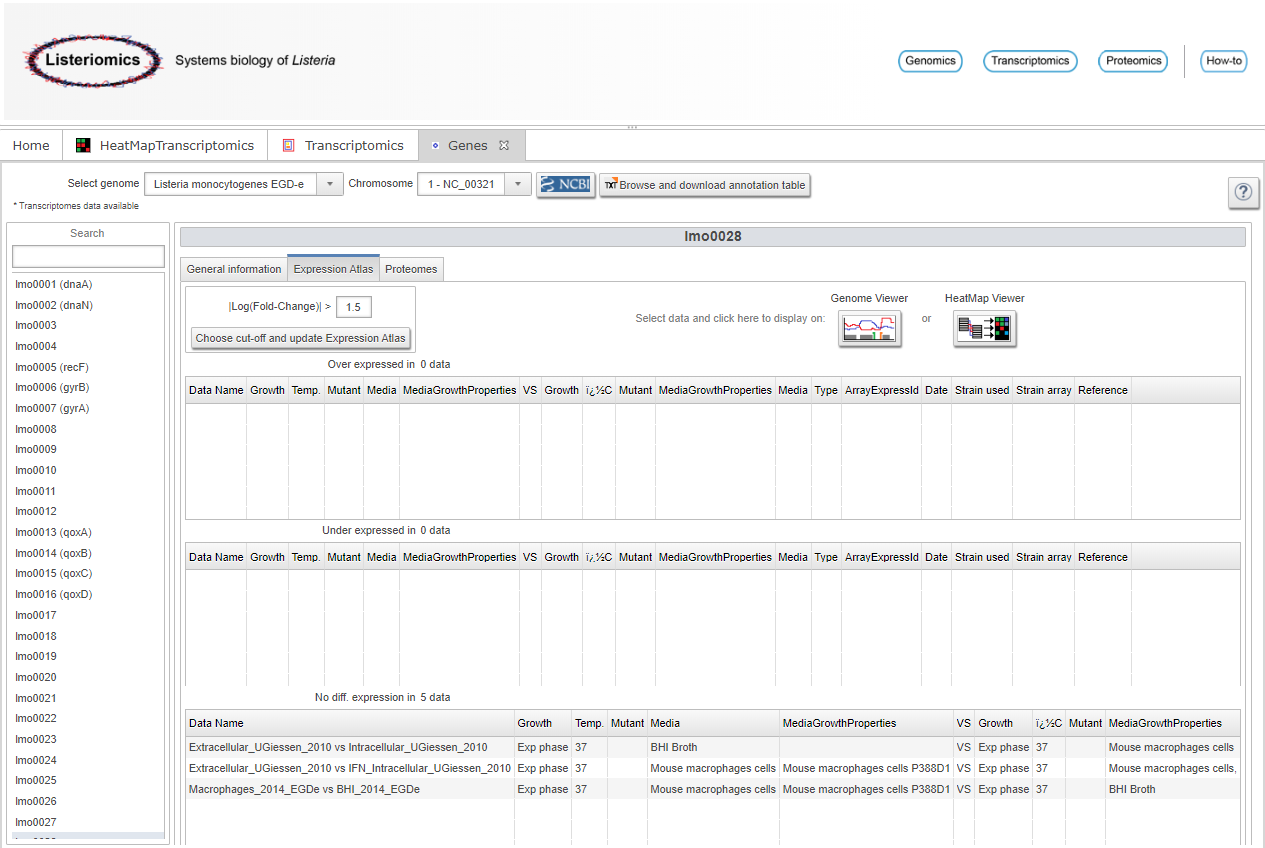 Listeriomics
Systems biology of Listeria
Genomics Transcriptomics Proteomics How-to
Home HeatMapTranscriptomics Transcriptomics Genes
Select genome Listeria monocytogenes EGD-e Chromosome 1 - NC_00321 NCBI TXT Browse and download annotation table ?
* Transcriptomes data available
Search
lmo0001 (dnaA)
lmo0002 (dnaN)
lmo0003
lmo0004
lmo0005 (recF)
lmo0006 (gyrB)
lmo0007 (gyrA)
lmo0008
lmo0009
lmo0010
lmo0011
lmo0012
lmo0013 (qoxA)
lmo0014 (qoxB)
lmo0015 (qoxC)
lmo0016 (qoxD)
lmo0017
lmo0018
lmo0019
lmo0020
lmo0021
lmo0022
lmo0023
lmo0024
lmo0025
lmo0026
lmo0027
lmo0028
General information Expression Atlas Proteomes
|Log(Fold-Change)| > 1.5
Choose cut-off and update Expression Atlas
Select data and click here to display on: Genome Viewer or HeatMap Viewer
Over expressed in 0 data
Data Name Growth Temp. Mutant Media MediaGrowthProperties VS Growth ï¿½C Mutant MediaGrowthProperties Media Type ArrayExpressId Date Strain used Strain array Reference
Under expressed in 0 data
Data Name Growth Temp. Mutant Media MediaGrowthProperties VS Growth ï¿½C Mutant MediaGrowthProperties Media Type ArrayExpressId Date Strain used Strain array Reference
No diff. expression in 5 data
Data Name Growth Temp. Mutant Media MediaGrowthProperties VS Growth ï¿½C Mutant MediaGrowthProperties
Extracellular_UGiessen_2010 vs Intracellular_UGiessen_2010 Exp phase 37 BHI Broth VS Exp phase 37 Mouse macrophages cells
Extracellular_UGiessen_2010 vs IFN_Intracellular_UGiessen_2010 Exp phase 37 Mouse macrophages cells Mouse macrophages cells P388D1 VS Exp phase 37 Mouse macrophages cells,
Macrophages_2014_EGDe vs BHI_2014_EGDe Exp phase 37 Mouse macrophages cells Mouse macrophages cells P388D1 VS Exp phase 37 BHI Broth